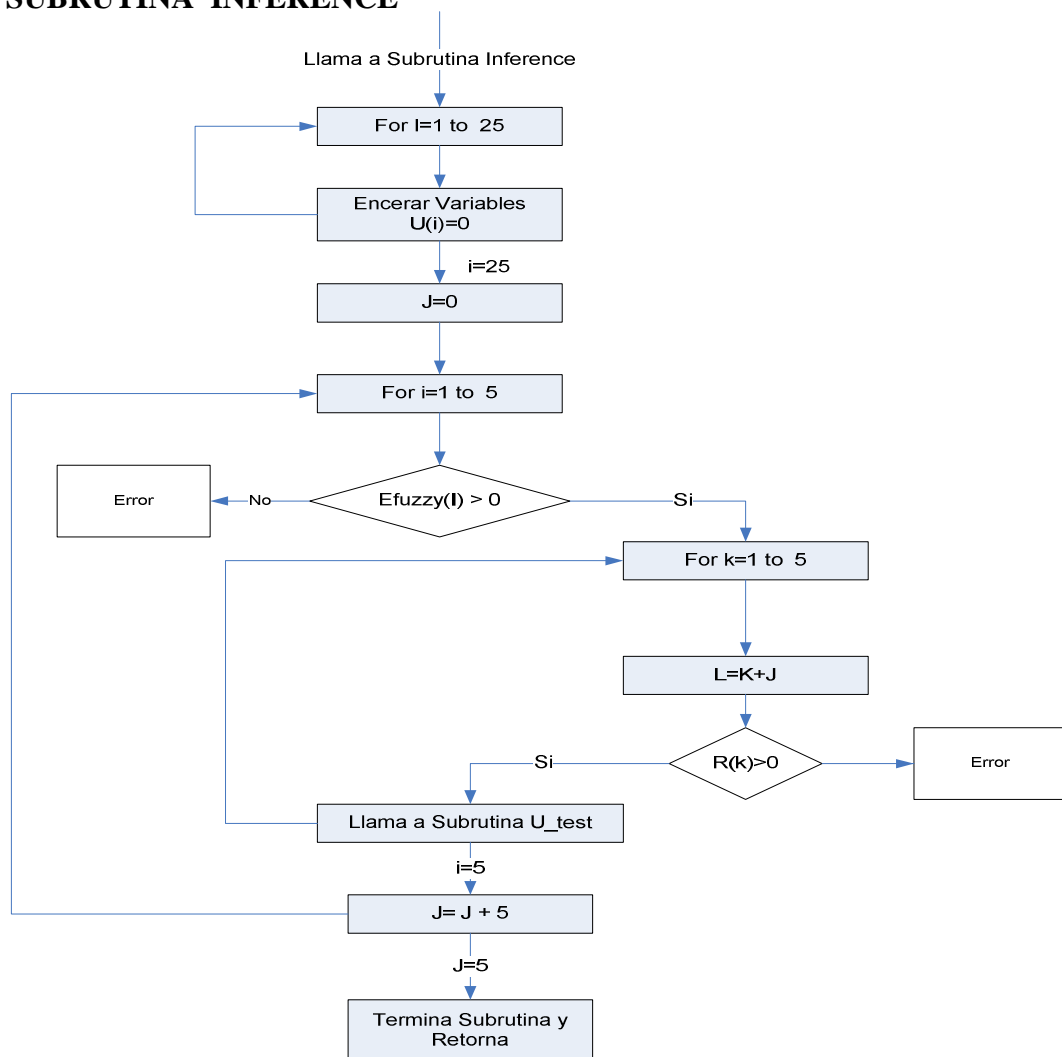 SUBRUTINA INFERENCE
Llama a Subrutina Inference
For I=1 to 25
Encerar Variables
U(i)=0
i=25
J=0
For i=1 to 5
Error
No
Efuzzy(I) > 0
Si
For k=1 to 5
L=K+J
Si
R(k)>0
Error
Llama a Subrutina U_test
i=5
J= J + 5
J=5
Termina Subrutina y
Retorna